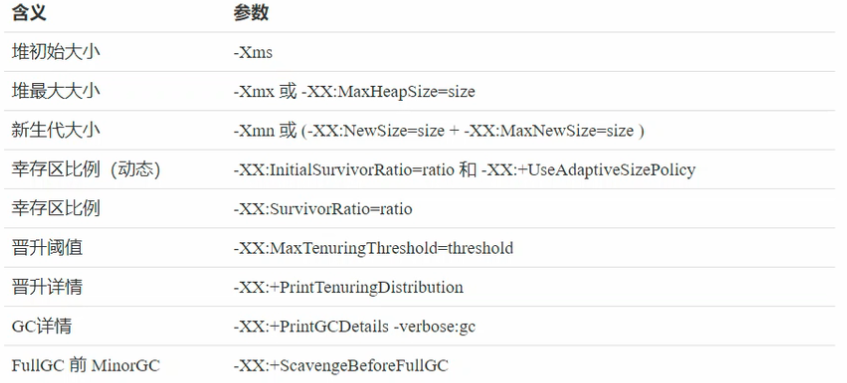 含义 参数
堆初始大小 -Xms
堆最大大小 -Xmx 或 -XX:MaxHeapSize=size
新生代大小 -Xmn 或 (-XX:NewSize=size + -XX:MaxNewSize=size )
幸存区比例（动态） -XX:InitialSurvivorRatio=ratio 和 -XX:+UseAdaptiveSizePolicy
幸存区比例 -XX:SurvivorRatio=ratio
晋升阈值 -XX:MaxTenuringThreshold=threshold
晋升详情 -XX:+PrintTenuringDistribution
GC详情 -XX:+PrintGCDetails -verbose:gc
FullGC 前 MinorGC -XX:+ScavengeBeforeFullGC